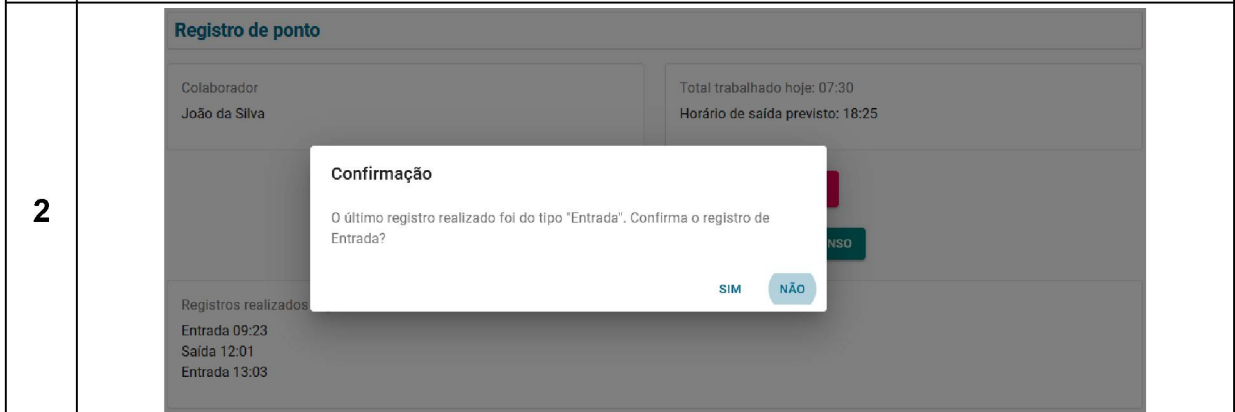 Registro de ponto
Colaborador
João da Silva
Total trabalhado hoje: 07:30
Horário de saída previsto: 18:25
2
Confirmação
O último registro realizado foi do tipo "Entrada". Confirma o registro de
Entrada?
NSO
SIM
NÃO
Registros realizados
Entrada 09:23
Saída 12:01
Entrada 13:03